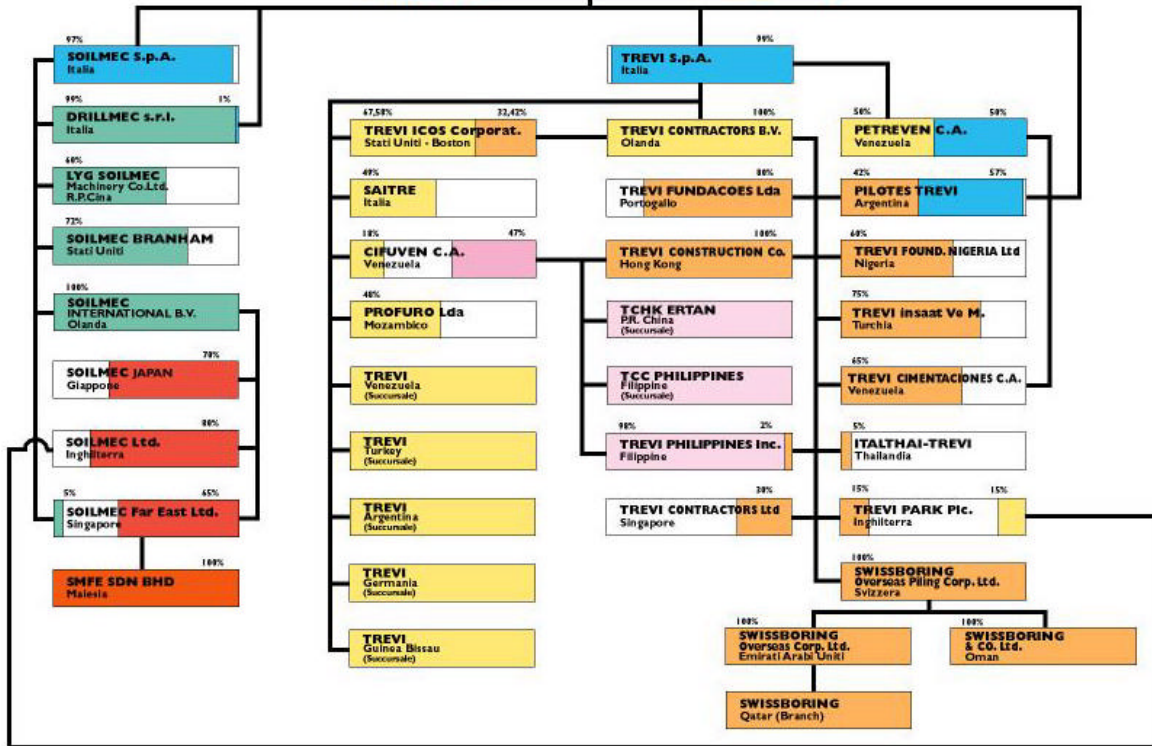 97%
SOILMEC S.p.A.
Italia
99%
TREVI S.p.A.
Italia
99% 1%
DRILLMEC s.r.l.
Italia
60%
LYG SOILMEC
Machinery Co.Ltd.
R.P.Cina
72%
SOILMEC BRANHAM
Stati Uniti
100%
SOILMEC
INTERNATIONAL B.V.
Olanda
70%
SOILMEC JAPAN
Giappone
80%
SOILMEC Ltd.
Inghilterra
5% 65%
SOILMEC Far East Ltd.
Singapore
100%
SMFE SDN BHD
Malesia
67,58% 32,42%
TREVI ICOS Corporat.
Stati Uniti - Boston
49%
SAITRE
Italia
18% 47%
CIFUVEN C.A.
Venezuela
48%
PROFURO Lda
Mozambico
TREVI
Venezuela
(Succursale)
TREVI
Turkey
(Succursale)
TREVI
Argentina
(Succursale)
TREVI
Germania
(Succursale)
TREVI
Guinea Bissau
(Succursale)
100%
TREVI CONTRACTORS B.V.
Olanda
80%
TREVI FUNDACOES Lda
Portogallo
100%
TREVI CONSTRUCTION Co.
Hong Kong
TCHK ERTAN
P.R. China
(Succursale)
TCC PHILIPPINES
Filippine
(Succursale)
98% 2%
TREVI PHILIPPINES Inc.
Filippine
30%
TREVI CONTRACTORS Ltd
Singapore
50% 50%
PETREVEN C.A.
Venezuela
42% 57%
PILOTES TREVI
Argentina
60%
TREVI FOUND. NIGERIA Ltd
Nigeria
75%
TREVI insaat Ve M.
Turchia
65%
TREVI CIMENTACIONES C.A.
Venezuela
5%
ITALTHAI-TREVI
Thailandia
15% 15%
TREVI PARK Plc.
Inghilterra
100%
SWISSBORING
Overseas Piling Corp. Ltd.
Svizzera
100%
SWISSBORING
Overseas Corp. Ltd.
Emirati Arabi Uniti
100%
SWISSBORING
& CO. Ltd.
Oman
SWISSBORING
Qatar (Branch)